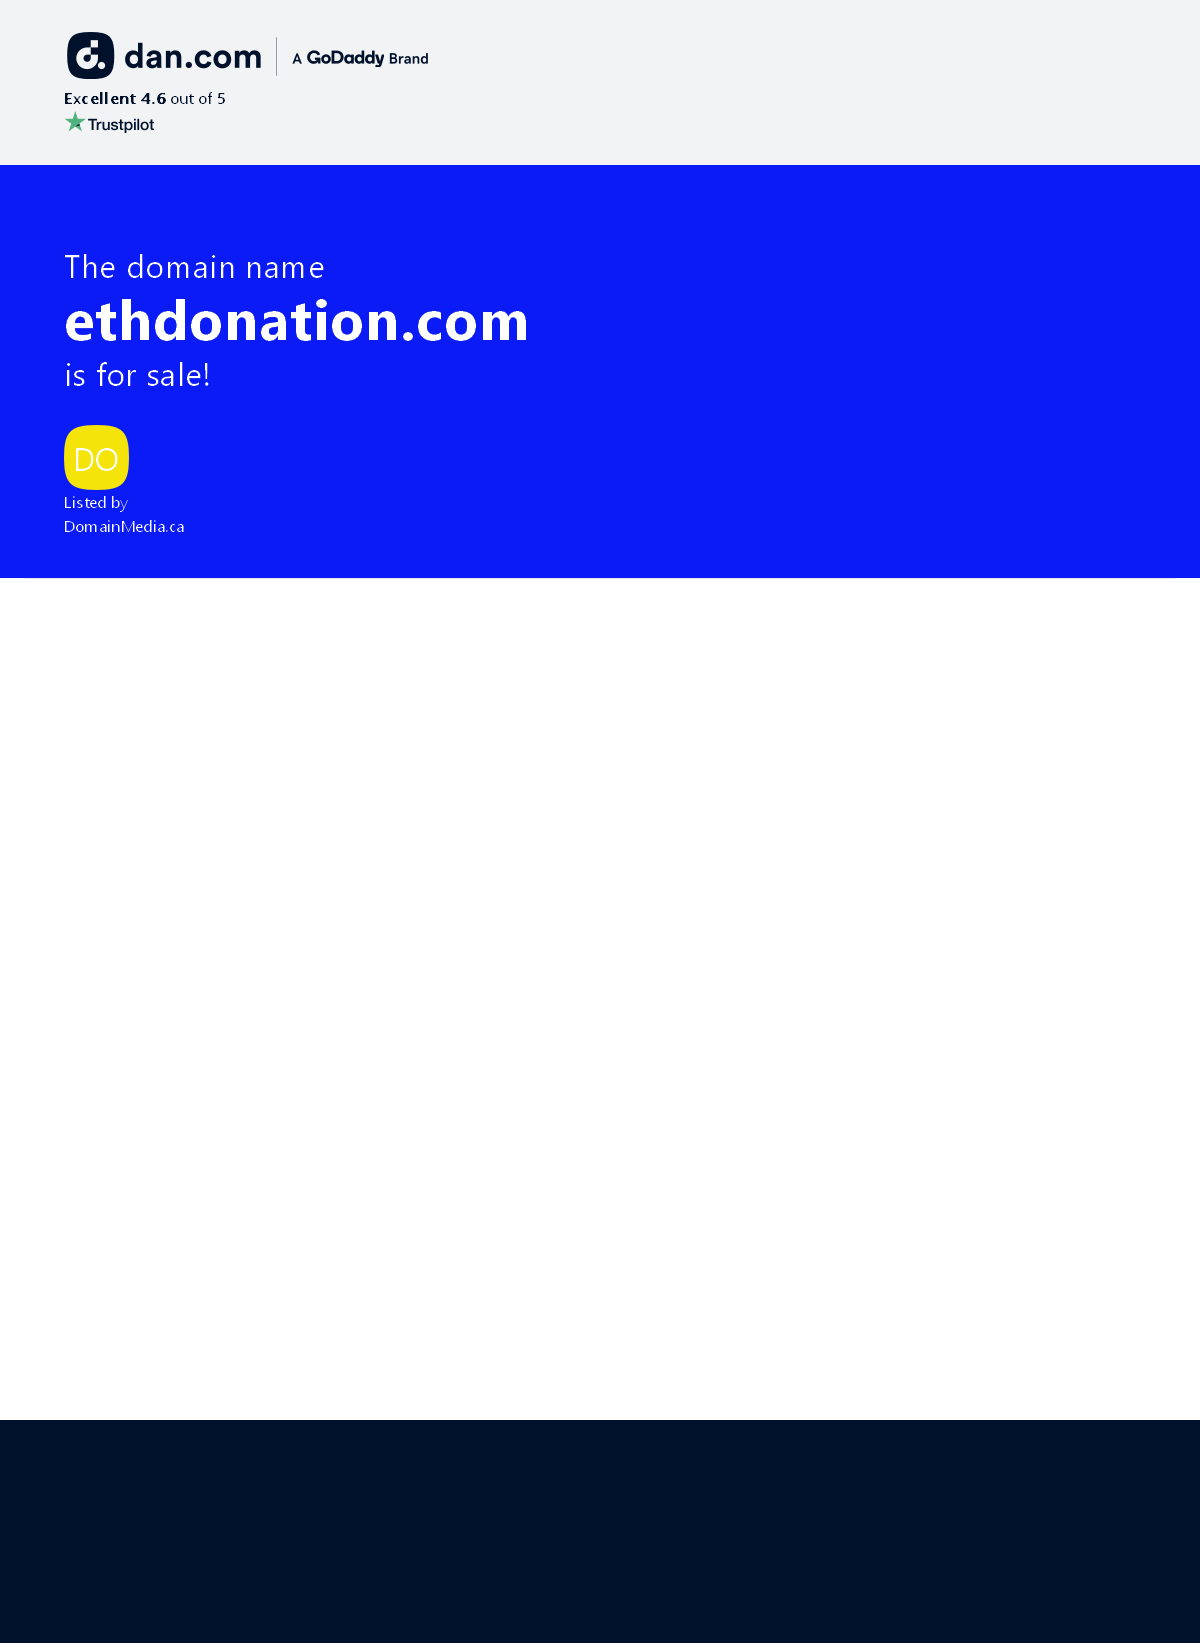 dan.com
A GoDaddy Brand
Excellent 4.6 out of 5
Trustpilot
The domain name
ethdonation.com
is for sale!
DO
Listed by
DomainMedia.ca